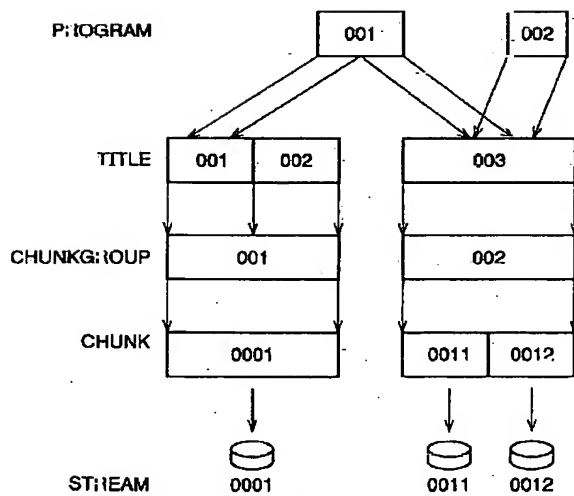 PROGRAM 001 002
TITLE 001 002 003
CHUNKGROUP 001 002
CHUNK 0001 0011 0012
STREAM 0001 0011 0012